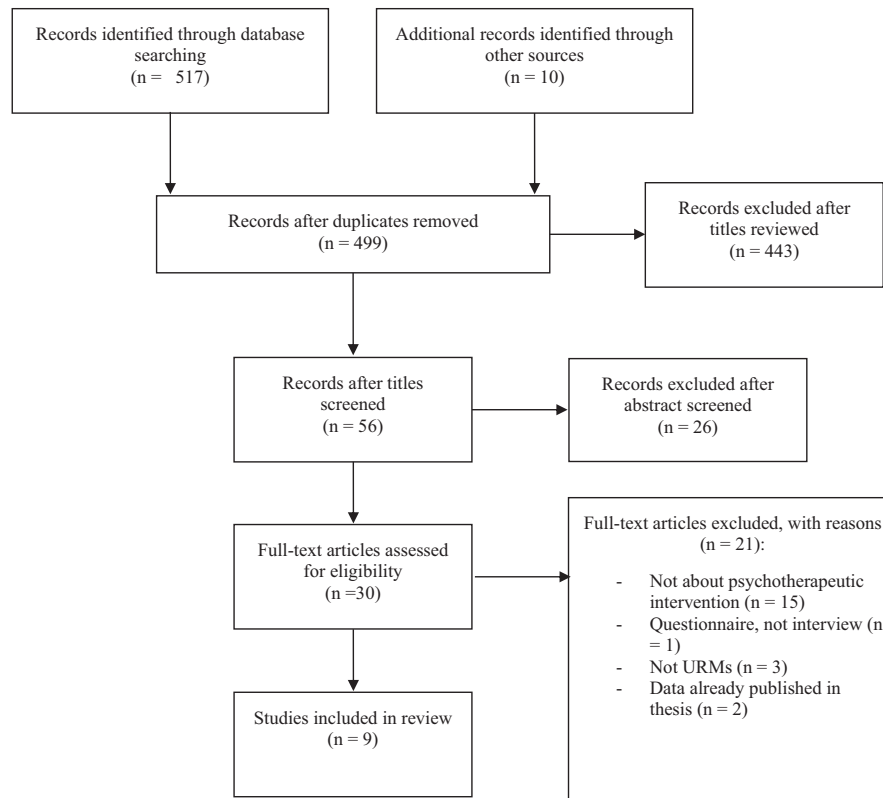 Records identified through database
searching
(n = 517)
Additional records identified through
other sources
(n = 10)
Records after duplicates removed
(n = 499)
Records excluded after
titles reviewed
(n = 443)
Records after titles
screened
(n = 56)
Records excluded after
abstract screened
(n = 26)
Full-text articles assessed
for eligibility
(n =30)
Full-text articles excluded, with reasons
(n = 21):
- Not about psychotherapeutic
intervention (n = 15)
- Questionnaire, not interview (n
= 1)
- Not URMs (n = 3)
- Data already published in
thesis (n = 2)
Studies included in review
(n = 9)